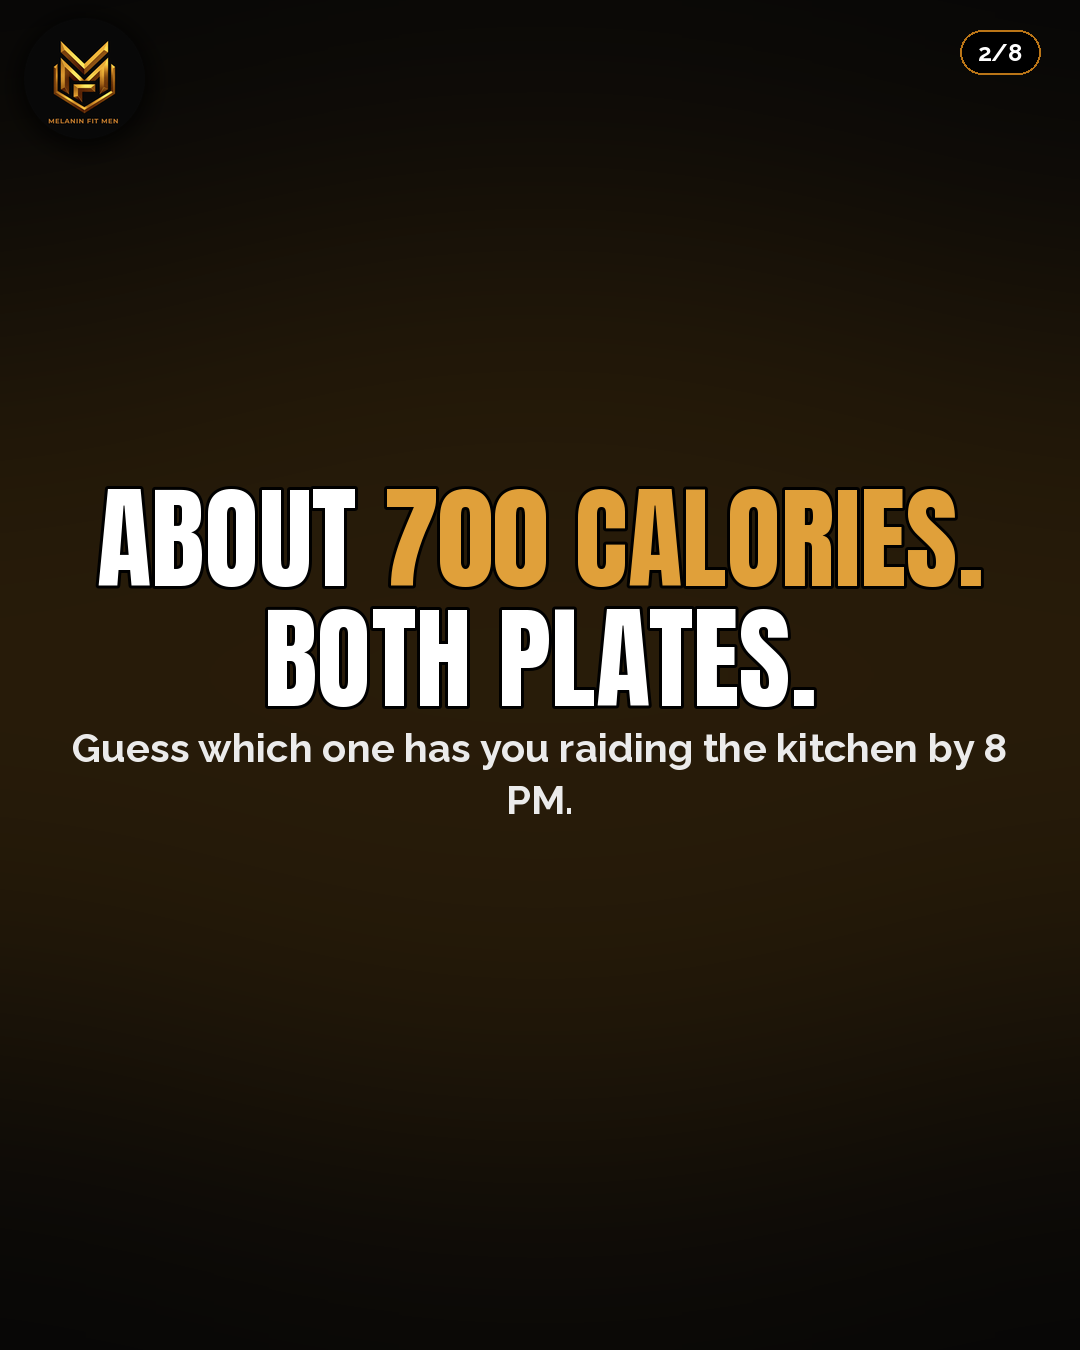 MELANIN FIT MEN
2/8
ABOUT 700 CALORIES.
BOTH PLATES.
Guess which one has you raiding the kitchen by 8
PM.